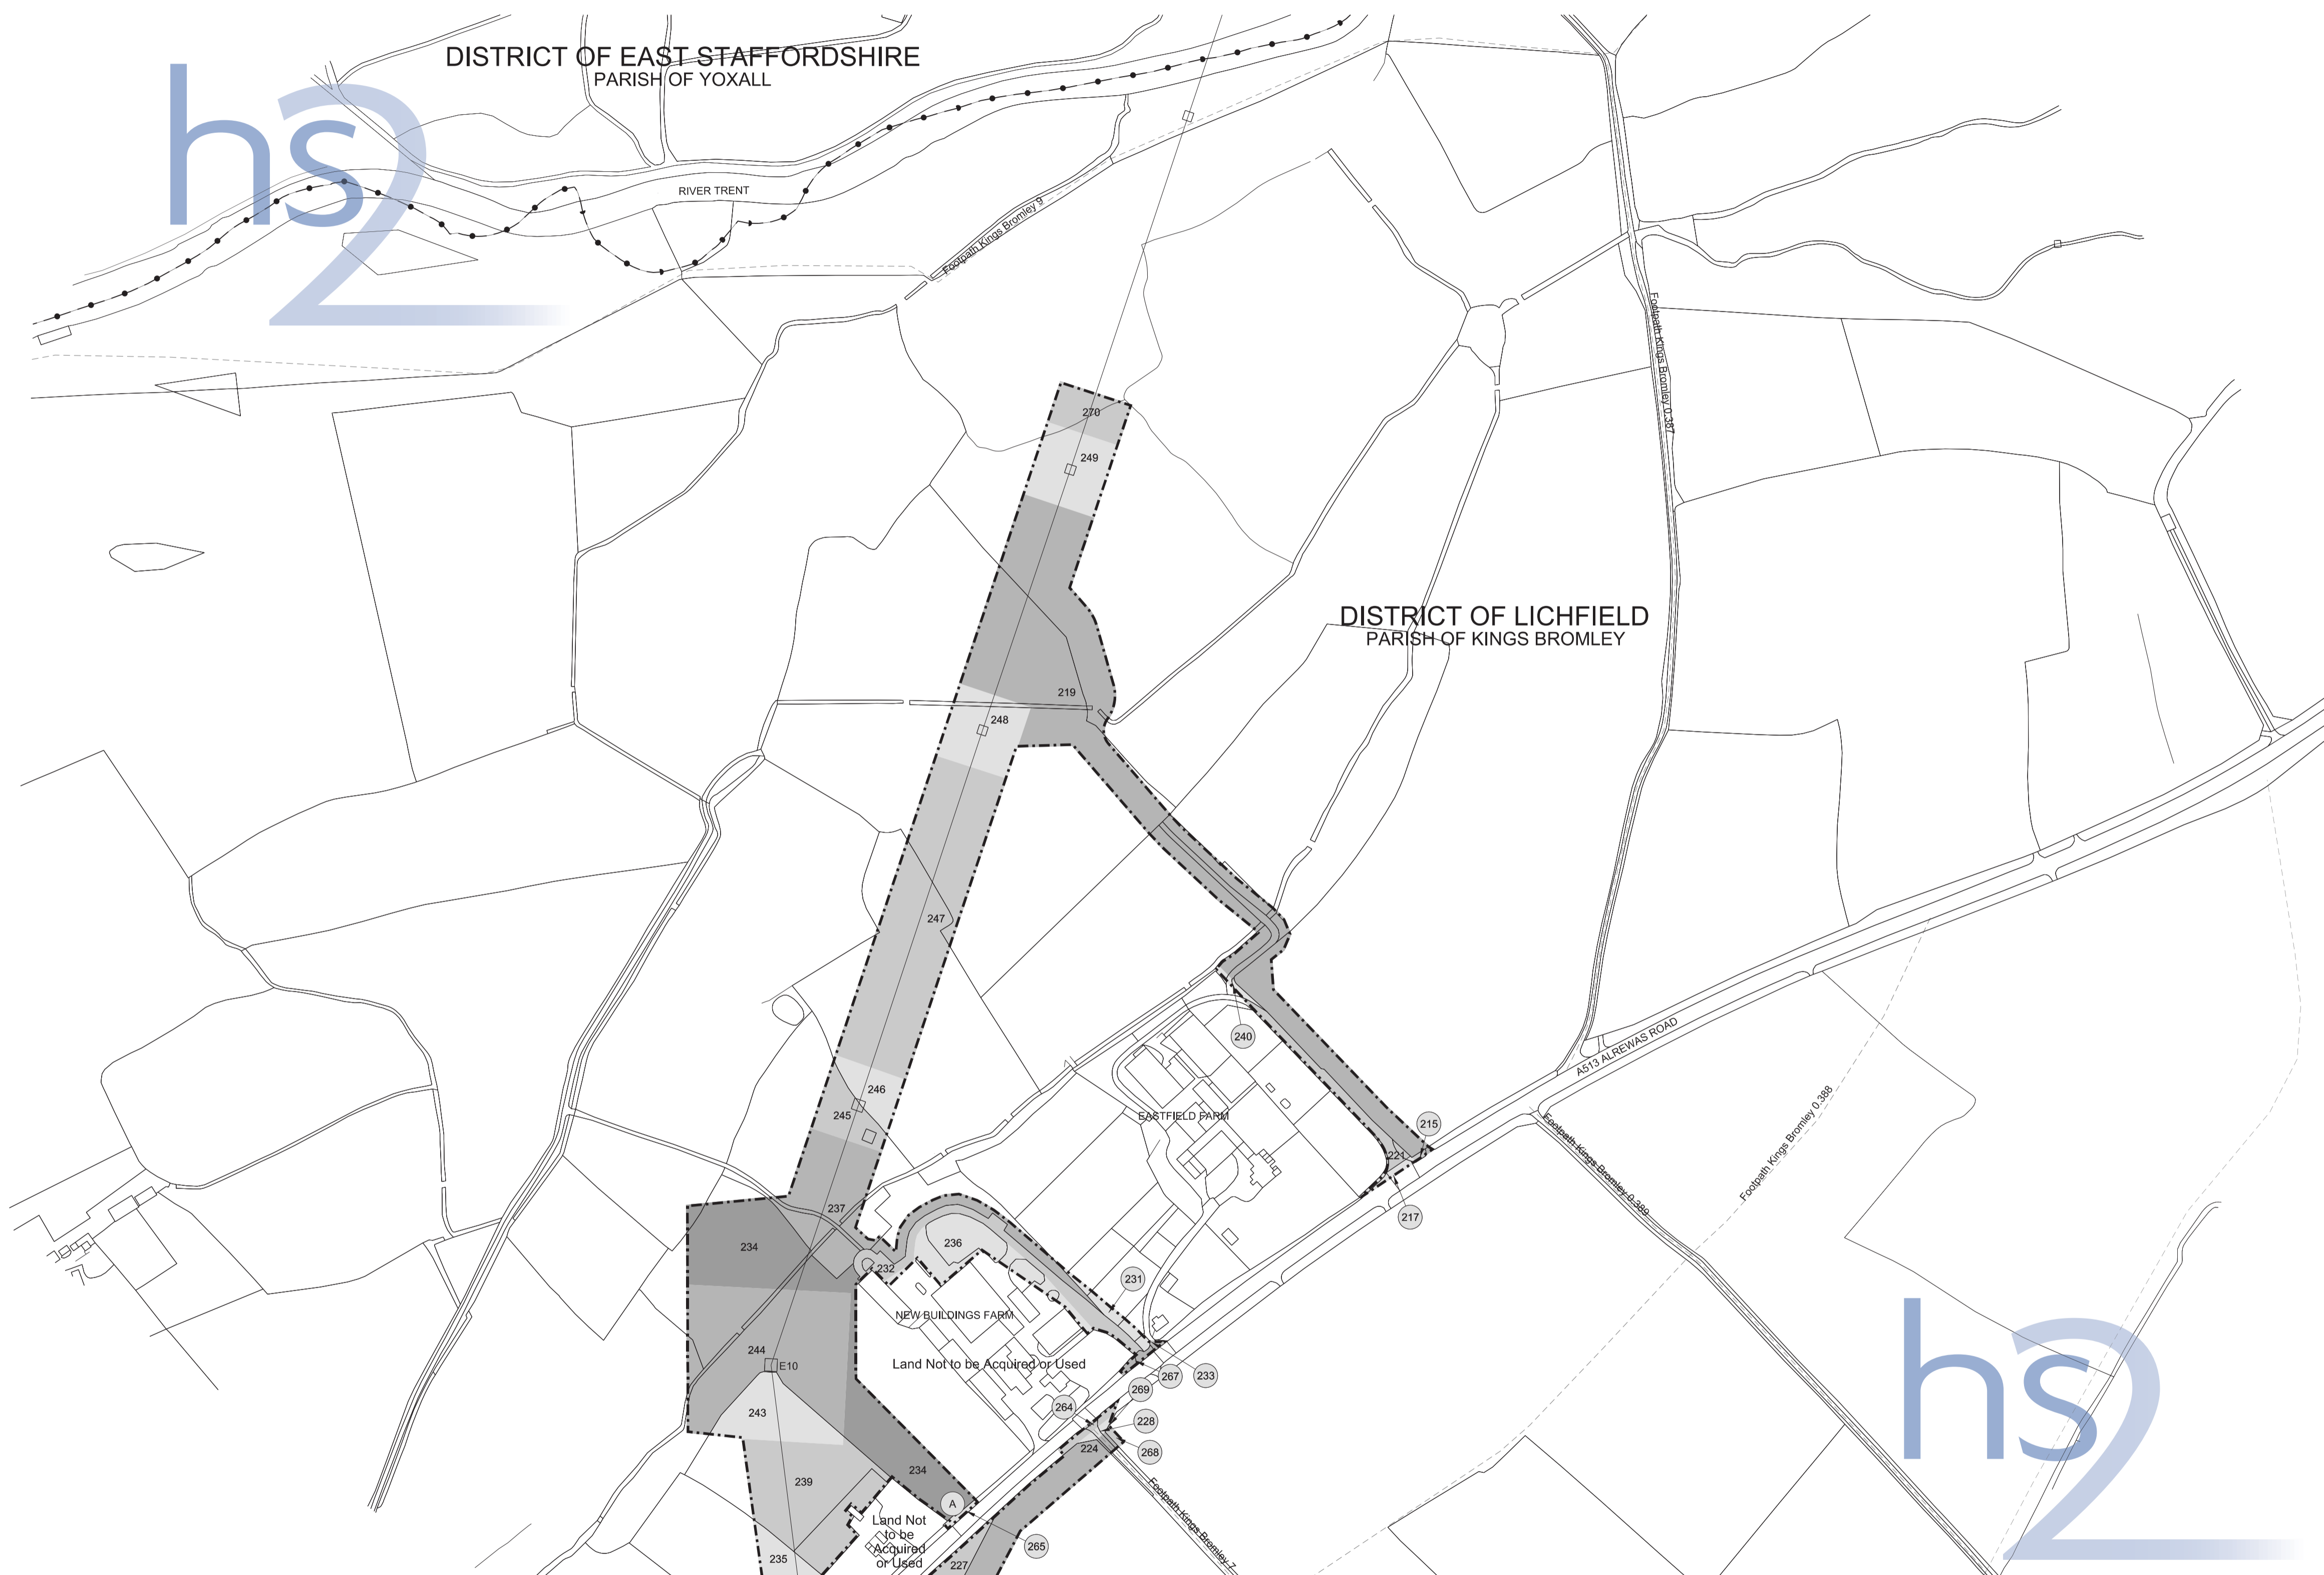 DISTRICT OF EAST STAFFORDSHIRE
PARISH OF YOXALL
hs2
RIVER TRENT
Footpath Kings Bromley 9
Footpath Kings Bromley 0.387
270
249
DISTRICT OF LICHFIELD
PARISH OF KINGS BROMLEY
219
248
247
240
A513 ALREWAS ROAD
246
245
EASTFIELD FARM
215
221
Footpath Kings Bromley 0.389
Footpath Kings Bromley 0.388
217
237
234
236
232
231
NEW BUILDINGS FARM
244
E10
Land Not to be Acquired or Used
267
233
269
264
243
228
224
268
239
234
A
Footpath Kings Bromley 7
Land Not
to be
Acquired
or Used
265
235
227
hs2